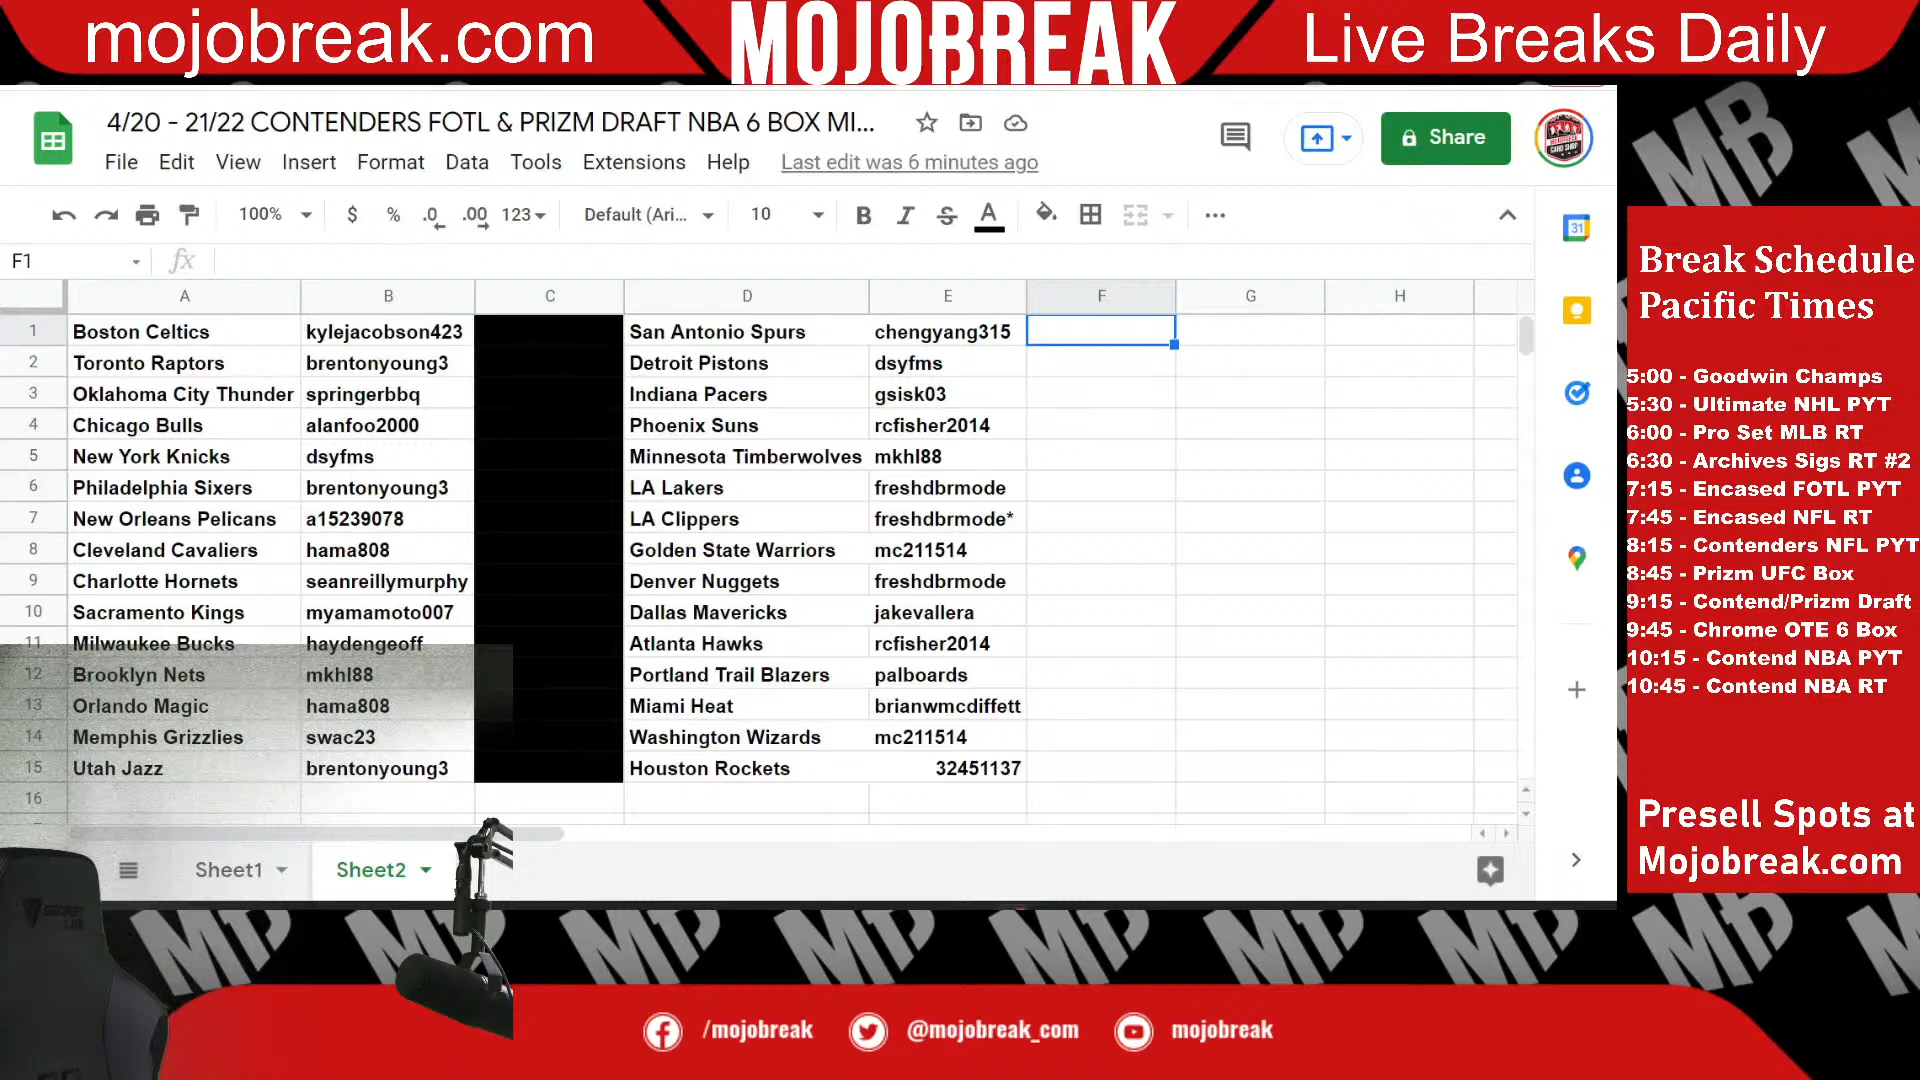 mojobreak.com
MOJOBREAK
Live Breaks Daily
4/20 - 21/22 CONTENDERS FOTL & PRIZM DRAFT NBA 6 BOX MI...
Share
File Edit View Insert Format Data Tools Extensions Help Last edit was 6 minutes ago
100% $ % .0 .00 123 Default (Ari... 10 B I S A ...
31
F1 fx
A B C D E F G H
1 Boston Celtics kylejacobson423 San Antonio Spurs chengyang315
2 Toronto Raptors brentonyoung3 Detroit Pistons dsyfms
3 Oklahoma City Thunder springerbbq Indiana Pacers gsisk03
4 Chicago Bulls alanfoo2000 Phoenix Suns rcfisher2014
5 New York Knicks dsyfms Minnesota Timberwolves mkhl88
6 Philadelphia Sixers brentonyoung3 LA Lakers freshdbrmode
7 New Orleans Pelicans a15239078 LA Clippers freshdbrmode*
8 Cleveland Cavaliers hama808 Golden State Warriors mc211514
9 Charlotte Hornets seanreillymurphy Denver Nuggets freshdbrmode
10 Sacramento Kings myamamoto007 Dallas Mavericks jakevallera
11 Milwaukee Bucks haydengeoff Atlanta Hawks rcfisher2014
12 Brooklyn Nets mkhl88 Portland Trail Blazers palboards
13 Orlando Magic hama808 Miami Heat brianwmcdiffett
14 Memphis Grizzlies swac23 Washington Wizards mc211514
15 Utah Jazz brentonyoung3 Houston Rockets 32451137
16
Sheet1 Sheet2
Break Schedule
Pacific Times
5:00 - Goodwin Champs
5:30 - Ultimate NHL PYT
6:00 - Pro Set MLB RT
6:30 - Archives Sigs RT #2
7:15 - Encased FOTL PYT
7:45 - Encased NFL RT
8:15 - Contenders NFL PYT
8:45 - Prizm UFC Box
9:15 - Contend/Prizm Draft
9:45 - Chrome OTE 6 Box
10:15 - Contend NBA PYT
10:45 - Contend NBA RT
Presell Spots at
Mojobreak.com
/mojobreak @mojobreak_com mojobreak